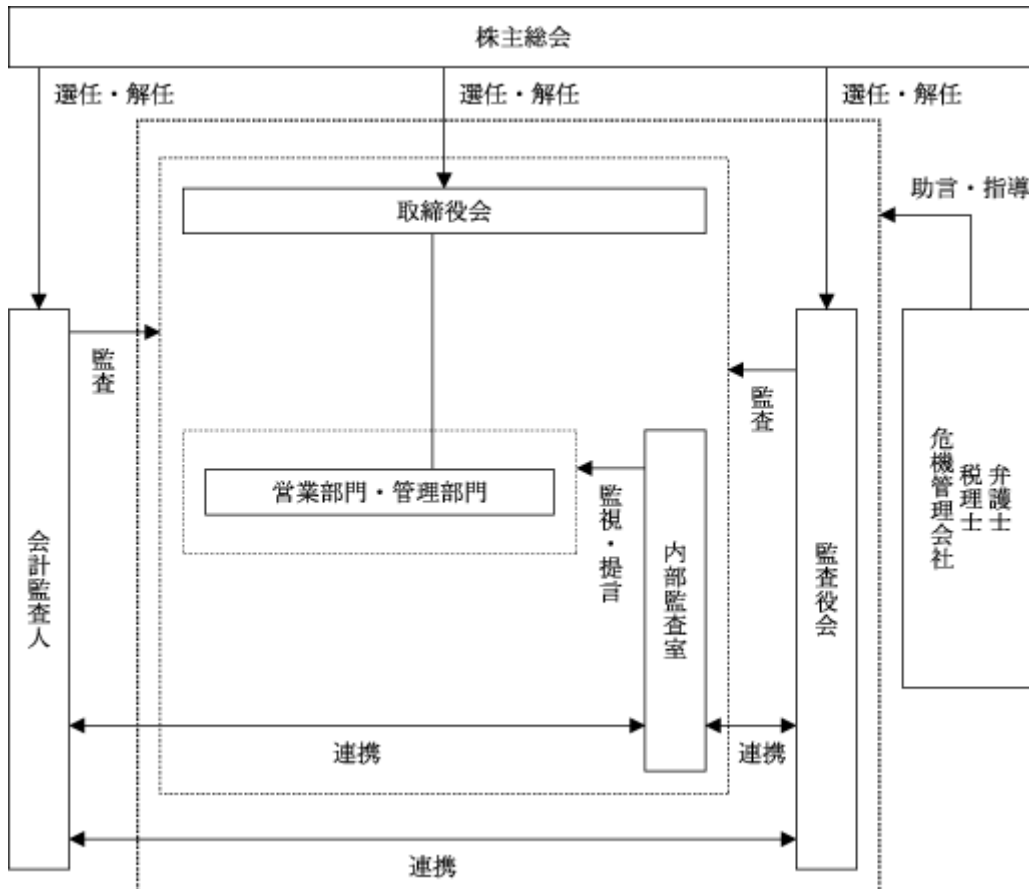 株主総会
選任・解任
選任・解任
選任・解任
助言・指導
取締役会
監査
監査
営業部門・管理部門
監視・提言
内部監査室
会計監査人
監査役会
弁護士
税理士
危機管理会社
連携
連携
連携